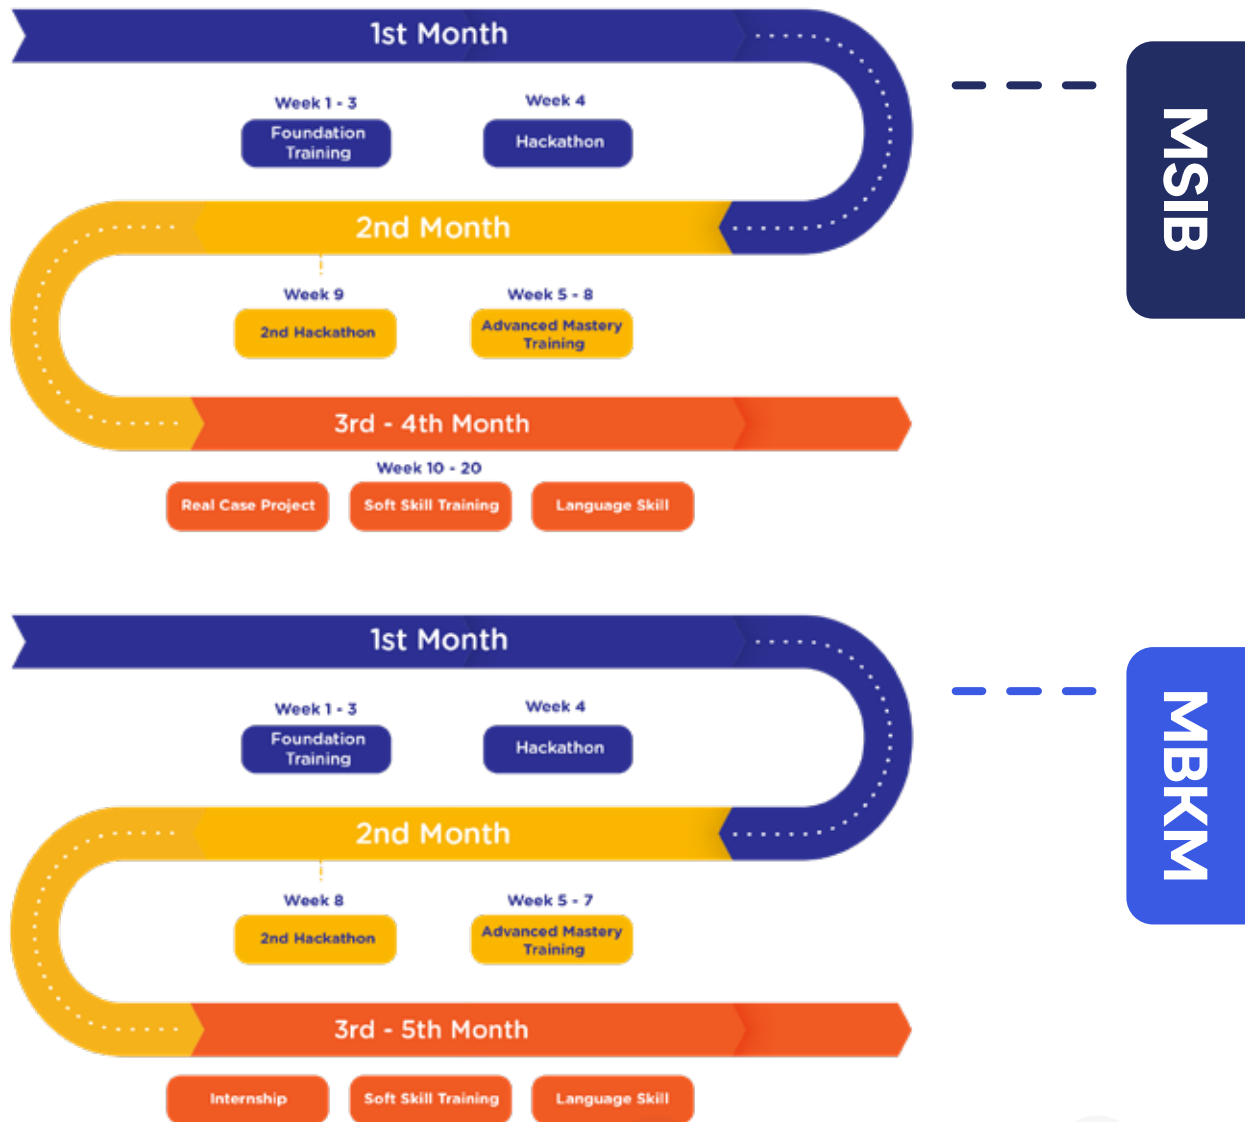 1st Month
MSIB
Week 1 - 3
Week 4
Foundation
Training
Hackathon
2nd Month
Week 9
Week 5 - 8
2nd Hackathon
Advanced Mastery
Training
3rd - 4th Month
Week 10 - 20
Real Case Project
Soft Skill Training
Language Skill
1st Month
MBKM
Week 1 - 3
Week 4
Foundation
Training
Hackathon
2nd Month
Week 8
Week 5 - 7
2nd Hackathon
Advanced Mastery
Training
3rd - 5th Month
Internship
Soft Skill Training
Language Skill